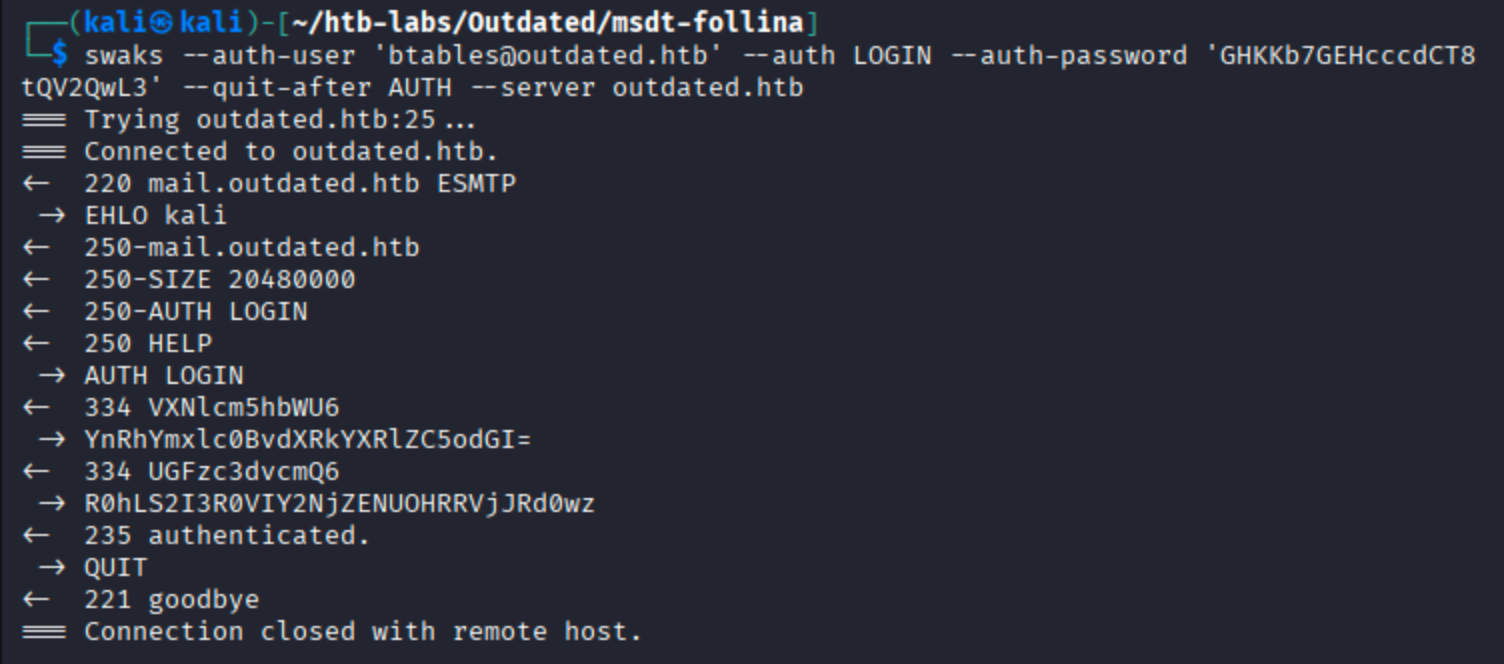 ┌──(kali㉿kali)-[~/htb-labs/Outdated/msdt-follina]
└─$ swaks --auth-user 'btables@outdated.htb' --auth LOGIN --auth-password 'GHKKb7GEHcccdCT8
tQV2QwL3' --quit-after AUTH --server outdated.htb
=== Trying outdated.htb:25...
=== Connected to outdated.htb.
<-  220 mail.outdated.htb ESMTP
 -> EHLO kali
<-  250-mail.outdated.htb
<-  250-SIZE 20480000
<-  250-AUTH LOGIN
<-  250 HELP
 -> AUTH LOGIN
<-  334 VXNlcm5hbWU6
 -> YnRhYmxlc0BvdXRkYXRlZC5odGI=
<-  334 UGFzc3dvcmQ6
 -> R0hLS2I3R0VIY2NjZENUOHRRVjJRd0wz
<-  235 authenticated.
 -> QUIT
<-  221 goodbye
=== Connection closed with remote host.